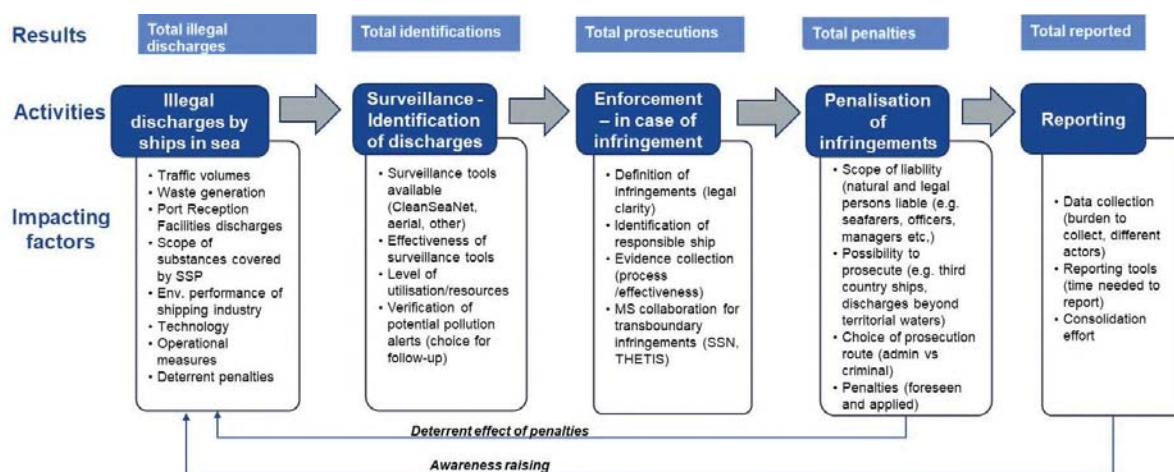 Results
Total illegal
discharges
Total identifications
Total prosecutions
Total penalties
Total reported
Activities
Illegal
discharges by
ships in sea
Surveillance -
Identification
of discharges
Enforcement
– in case of
infringement
Penalisation
of
infringements
Reporting
Impacting
factors
• Traffic volumes
• Waste generation
• Port Reception
Facilities discharges
• Scope of
substances covered
by SSP
• Env. performance of
shipping industry
• Technology
• Operational
measures
• Deterrent penalties
• Surveillance tools
available
(CleanSeaNet,
aerial, other)
• Effectiveness of
surveillance tools
• Level of
utilisation/resources
• Verification of
potential pollution
alerts (choice for
follow-up)
• Definition of
infringements (legal
clarity)
• Identification of
responsible ship
• Evidence collection
(process
/effectiveness)
• MS collaboration for
transboundary
infringements (SSN,
THETIS)
• Scope of liability
(natural and legal
persons liable (e.g.
seafarers, officers,
managers etc,)
• Possibility to
prosecute (e.g. third
country ships,
discharges beyond
territorial waters)
• Choice of prosecution
route (admin vs
criminal)
• Penalties (foreseen
and applied)
• Data collection
(burden to
collect, different
actors)
• Reporting tools
(time needed to
report)
• Consolidation
effort
Deterrent effect of penalties
Awareness raising